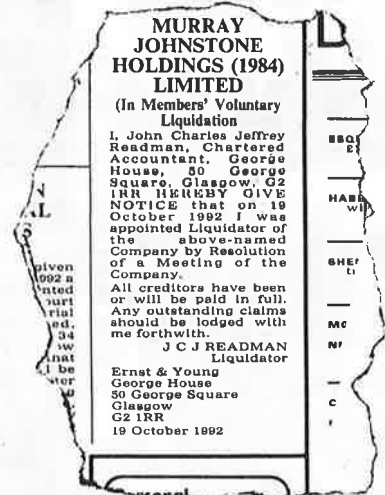 MURRAY
JOHNSTONE
HOLDINGS (1984)
LIMITED
(In Members' Voluntary
Liquidation
I, John Charles Jeffrey
Readman, Chartered
Accountant, George
House, 50 George
Square, Glasgow, G2
1RR HEREBY GIVE
NOTICE that on 19
October 1992 I was
appointed Liquidator of
the above-named
Company by Resolution
of a Meeting of the
Company.
All creditors have been
or will be paid in full.
Any outstanding claims
should be lodged with
me forthwith.
J C J READMAN
Liquidator
Ernst & Young
George House
50 George Square
Glasgow
G2 1RR
19 October 1992